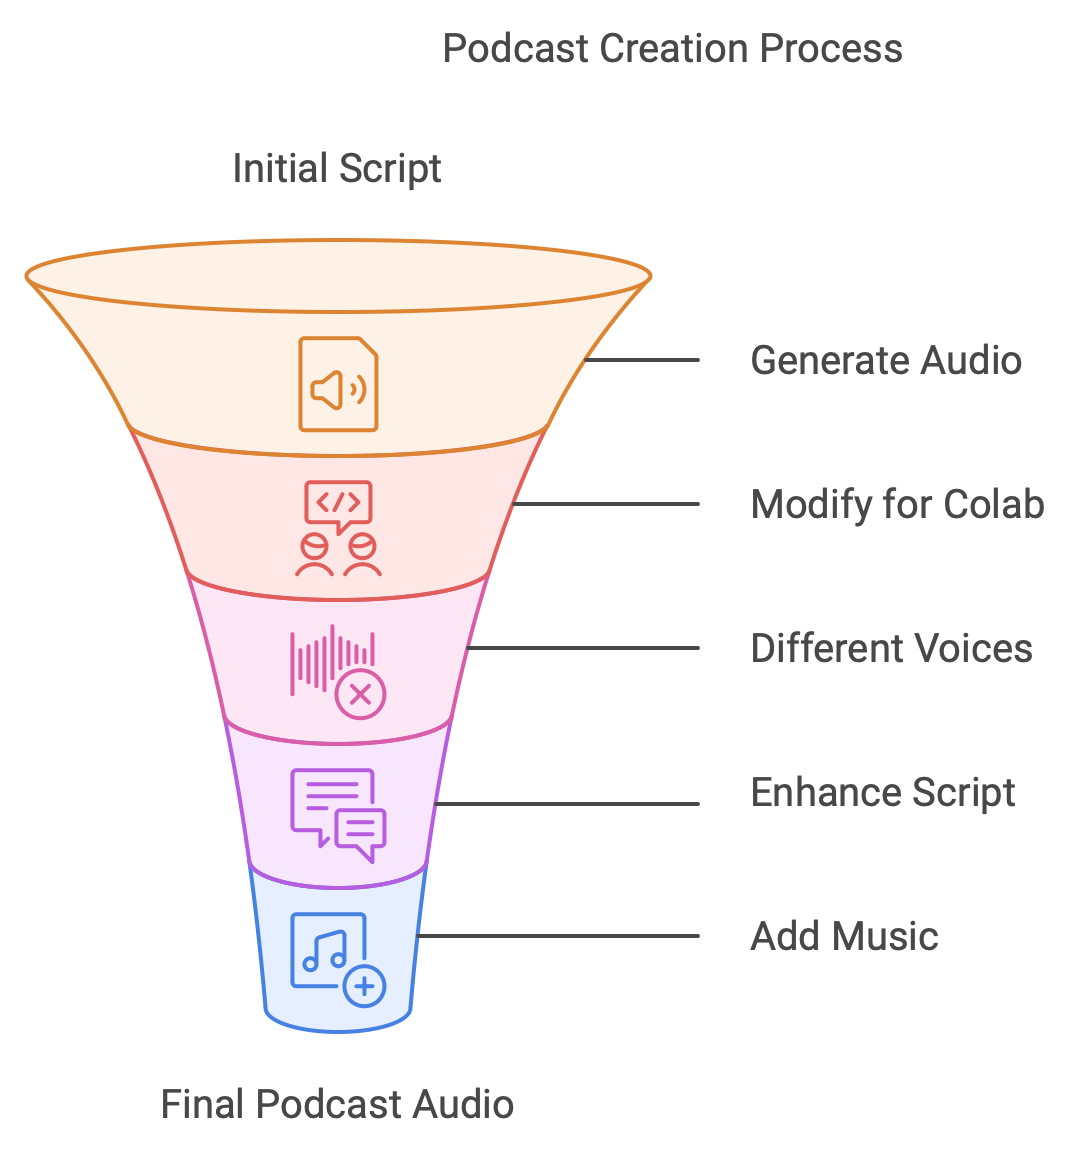 Podcast Creation Process
Initial Script
Generate Audio
Modify for Colab
Different Voices
Enhance Script
Add Music
Final Podcast Audio